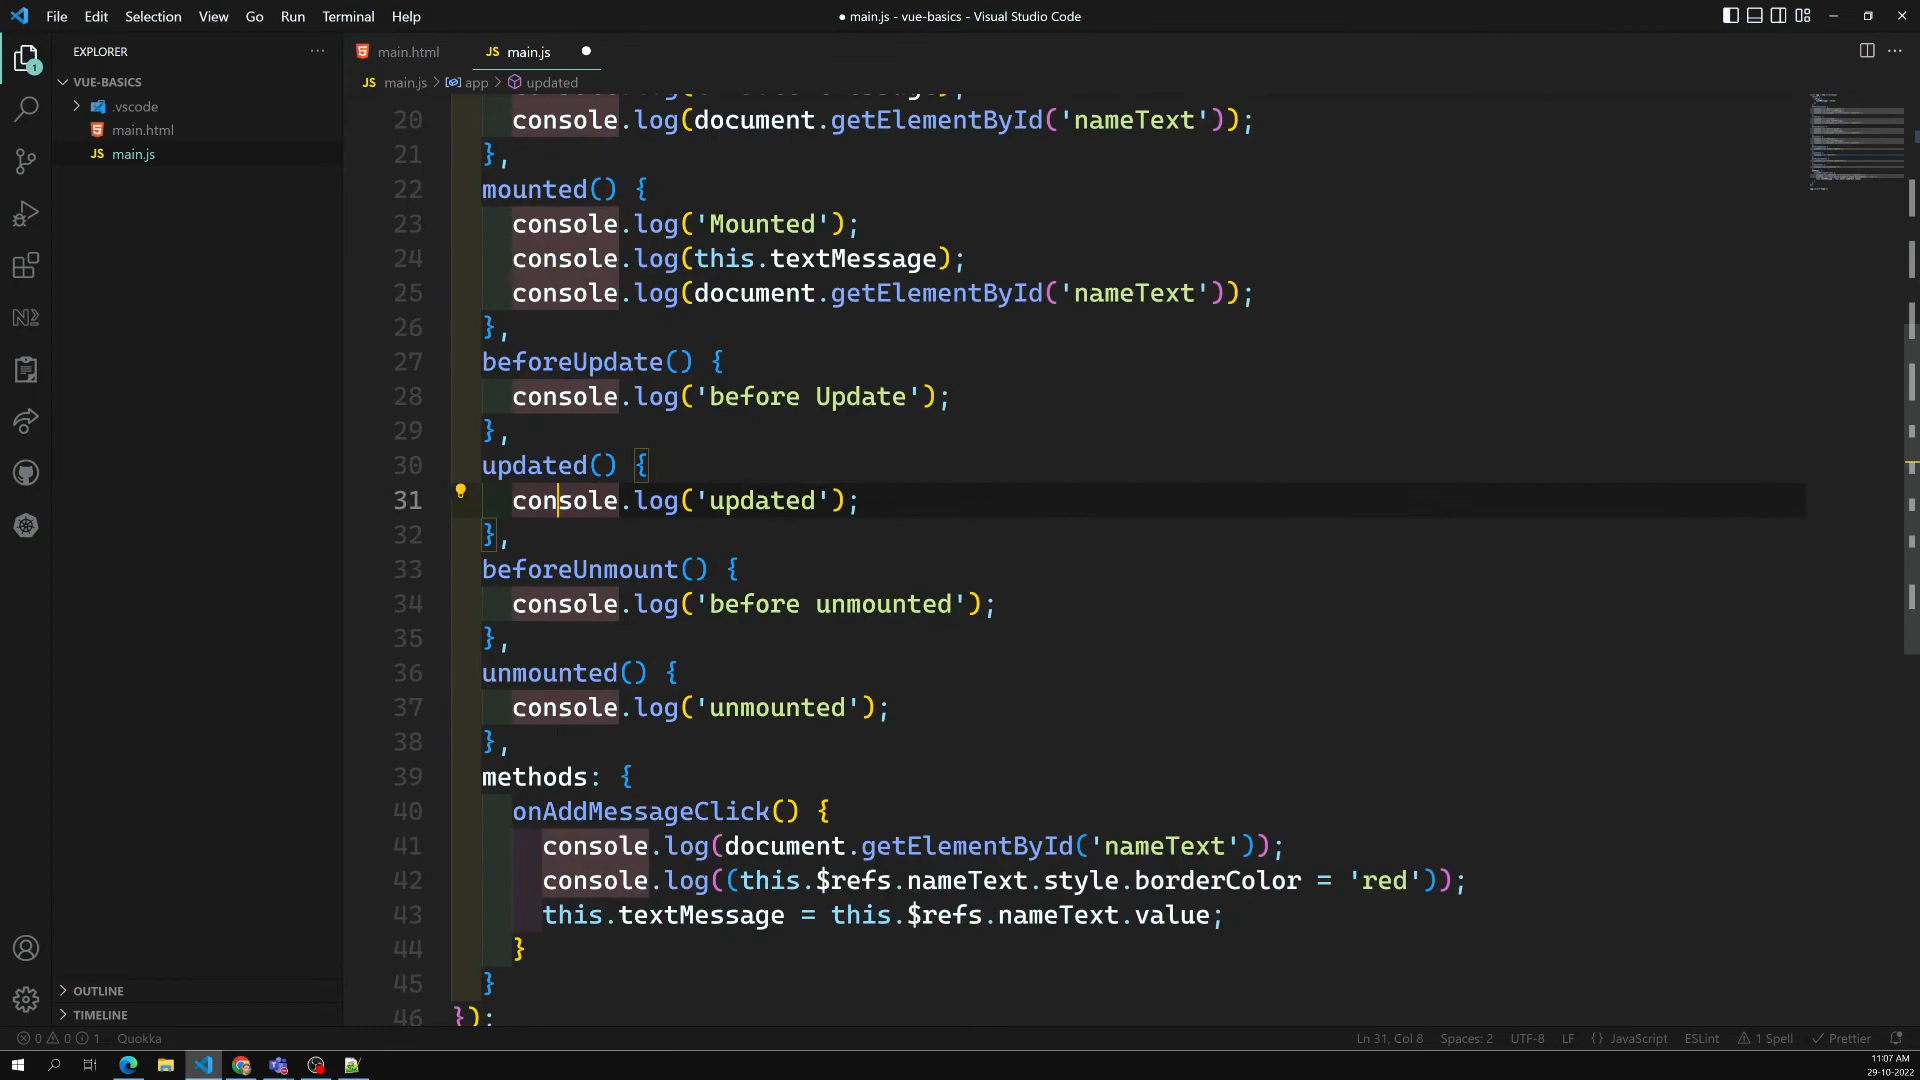 File Edit Selection View Go Run Terminal Help
● main.js - vue-basics - Visual Studio Code
EXPLORER
VUE-BASICS
.vscode
main.html
JS main.js
OUTLINE
TIMELINE
main.html
JS main.js
JS main.js > app > updated
20 console.log(document.getElementById('nameText'));
21 },
22 mounted() {
23 console.log('Mounted');
24 console.log(this.textMessage);
25 console.log(document.getElementById('nameText'));
26 },
27 beforeUpdate() {
28 console.log('before Update');
29 },
30 updated() {
31 console.log('updated');
32 },
33 beforeUnmount() {
34 console.log('before unmounted');
35 },
36 unmounted() {
37 console.log('unmounted');
38 },
39 methods: {
40 onAddMessageClick() {
41 console.log(document.getElementById('nameText'));
42 console.log((this.$refs.nameText.style.borderColor = 'red'));
43 this.textMessage = this.$refs.nameText.value;
44 }
45 }
46 });
0 0 1 Quokka
Ln 31, Col 8 Spaces: 2 UTF-8 LF {} JavaScript ESLint 1 Spell Prettier
11:07 AM
29-10-2022